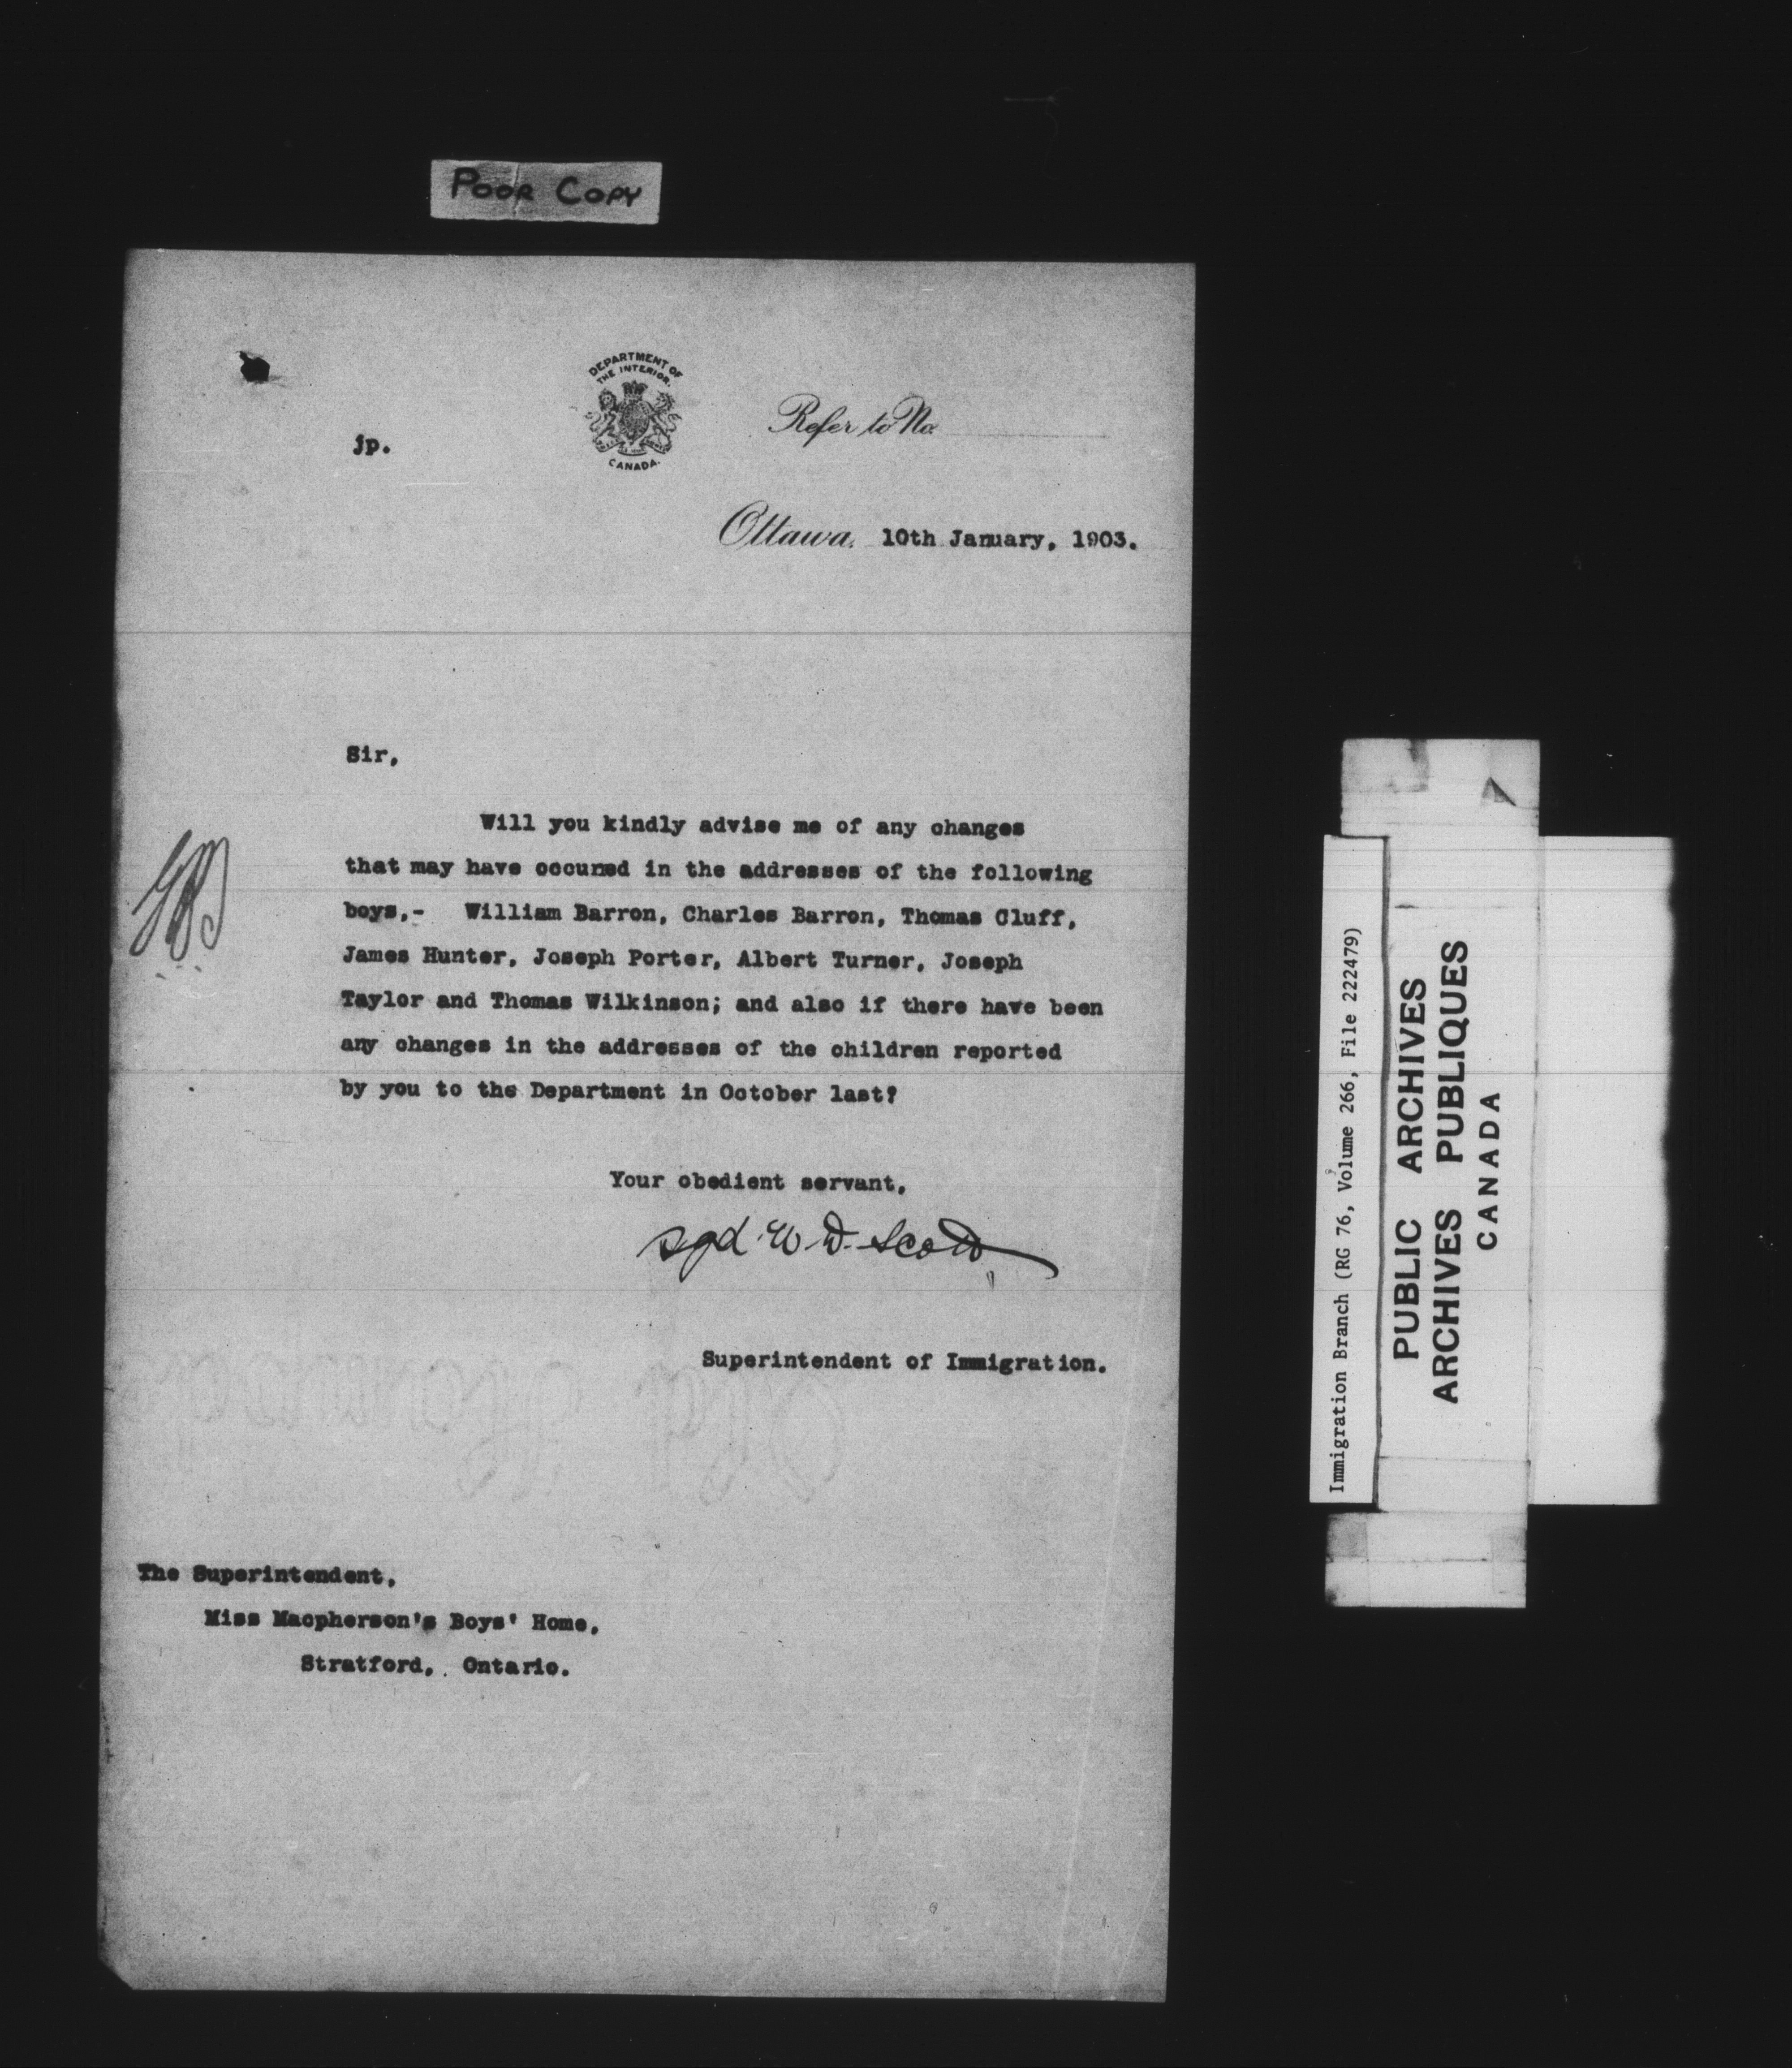 POOR COPY
DEPARTMENT OF
THE INTERIOR.
CANADA.
Refer to No.
jp.
Ottawa, 10th January, 1903.
Sir,
Will you kindly advise me of any changes
that may have occured in the addresses of the following
boys,- William Barron, Charles Barron, Thomas Cluff,
James Hunter, Joseph Porter, Albert Turner, Joseph
Taylor and Thomas Wilkinson; and also if there have been
any changes in the addresses of the children reported
by you to the Department in October last?
Your obedient servant,
Sgd. W. D. Scott
Superintendent of Immigration.
The Superintendent,
Miss Macpherson's Boys' Home,
Stratford, Ontario.
Immigration Branch (RG 76, Volume 266, File 222479)
PUBLIC ARCHIVES
ARCHIVES PUBLIQUES
CANADA